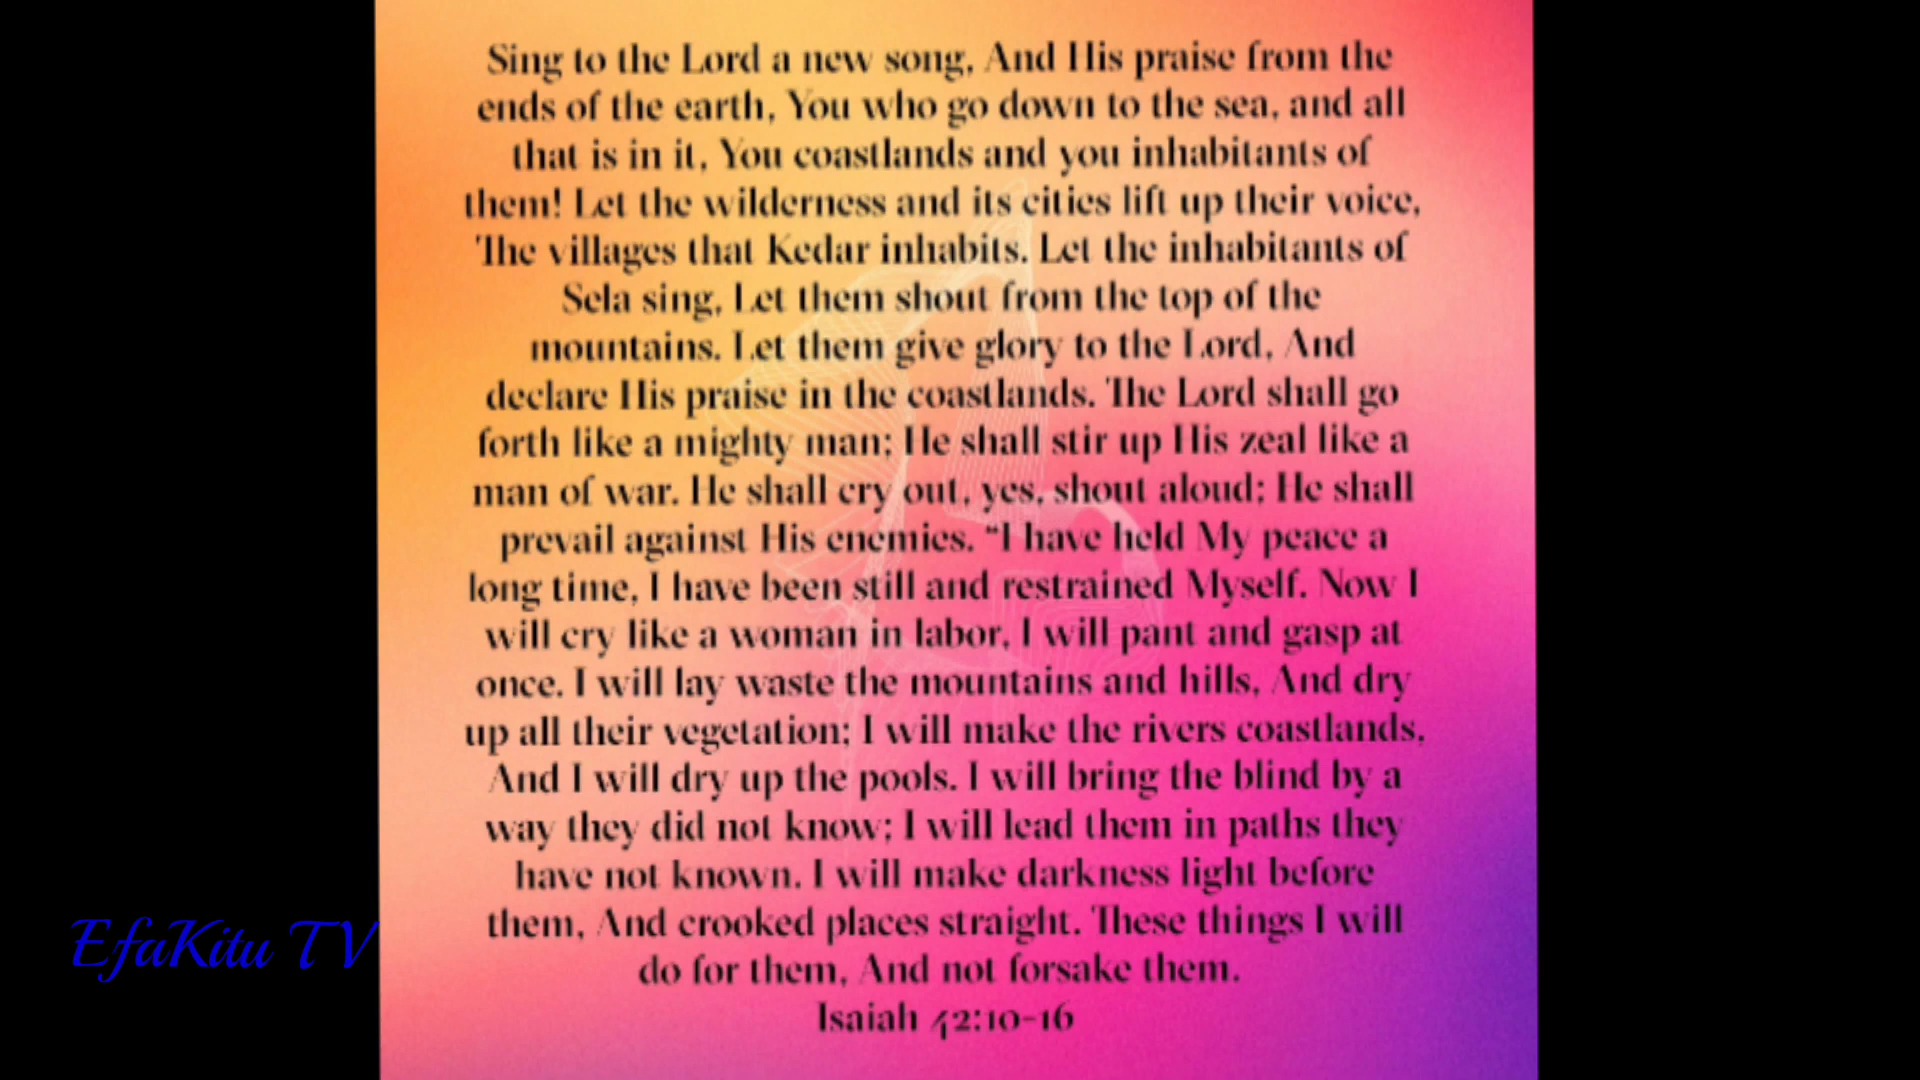 Sing to the Lord a new song, And His praise from the
ends of the earth, You who go down to the sea, and all
that is in it, You coastlands and you inhabitants of
them! Let the wilderness and its cities lift up their voice,
The villages that Kedar inhabits. Let the inhabitants of
Sela sing, Let them shout from the top of the
mountains. Let them give glory to the Lord, And
declare His praise in the coastlands. The Lord shall go
forth like a mighty man; He shall stir up His zeal like a
man of war. He shall cry out, yes, shout aloud; He shall
prevail against His enemies. “I have held My peace a
long time, I have been still and restrained Myself. Now I
will cry like a woman in labor, I will pant and gasp at
once. I will lay waste the mountains and hills, And dry
up all their vegetation; I will make the rivers coastlands,
And I will dry up the pools. I will bring the blind by a
way they did not know; I will lead them in paths they
have not known. I will make darkness light before
them, And crooked places straight. These things I will
do for them, And not forsake them.
Isaiah 42:10-16
EfaKitu TV